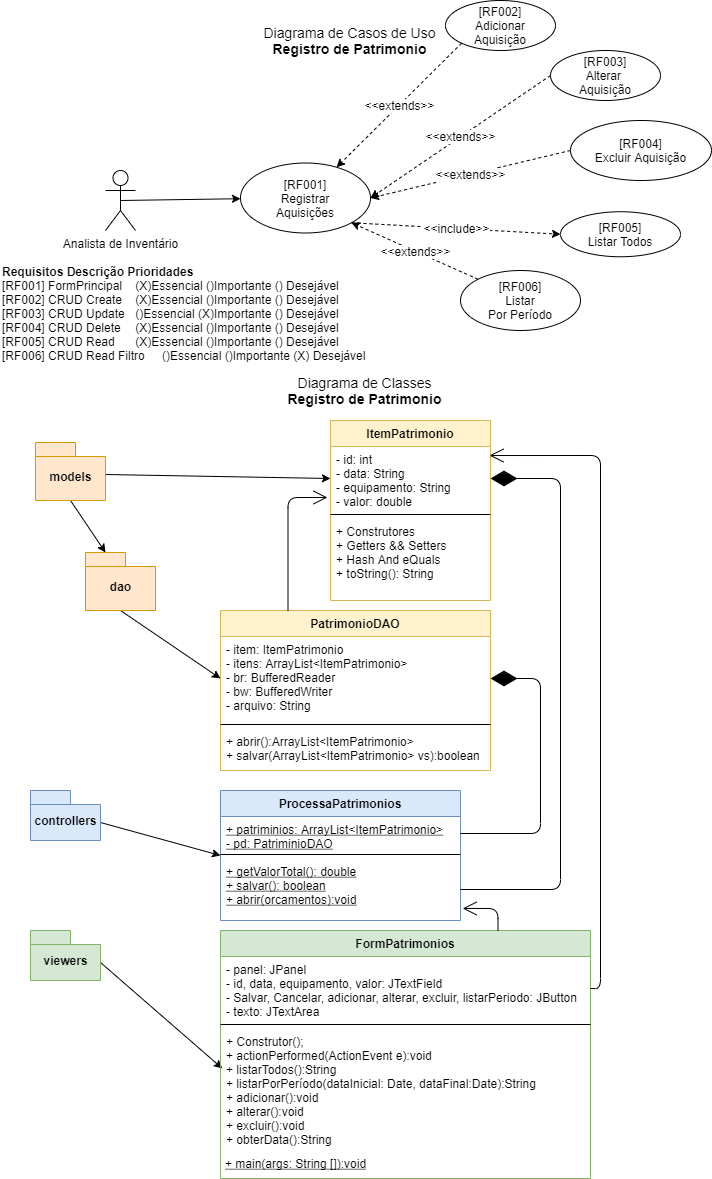 Diagrama de Casos de Uso
Registro de Patrimonio
[RF002]
Adicionar
Aquisição
[RF003]
Alterar
Aquisição
<<extends>>
<<extends>>
[RF004]
Excluir Aquisição
<<extends>>
[RF001]
Registrar
Aquisições
<<include>>
[RF005]
Listar Todos
Analista de Inventário
<<extends>>
[RF006]
Listar
Por Período
Requisitos Descrição Prioridades
[RF001] FormPrincipal (X)Essencial ()Importante () Desejável
[RF002] CRUD Create (X)Essencial ()Importante () Desejável
[RF003] CRUD Update ()Essencial (X)Importante () Desejável
[RF004] CRUD Delete (X)Essencial ()Importante () Desejável
[RF005] CRUD Read (X)Essencial ()Importante () Desejável
[RF006] CRUD Read Filtro ()Essencial ()Importante (X) Desejável
Diagrama de Classes
Registro de Patrimonio
models
dao
ItemPatrimonio
- id: int
- data: String
- equipamento: String
- valor: double
+ Construtores
+ Getters && Setters
+ Hash And eQuals
+ toString(): String
PatrimonioDAO
- item: ItemPatrimonio
- itens: ArrayList<ItemPatrimonio>
- br: BufferedReader
- bw: BufferedWriter
- arquivo: String
+ abrir():ArrayList<ItemPatrimonio>
+ salvar(ArrayList<ItemPatrimonio> vs):boolean
controllers
ProcessaPatrimonios
+ patriminios: ArrayList<ItemPatrimonio>
- pd: PatriminioDAO
+ getValorTotal(): double
+ salvar(): boolean
+ abrir(orcamentos):void
viewers
FormPatrimonios
- panel: JPanel
- id, data, equipamento, valor: JTextField
- Salvar, Cancelar, adicionar, alterar, excluir, listarPeriodo: JButton
- texto: JTextArea
+ Construtor();
+ actionPerformed(ActionEvent e):void
+ listarTodos():String
+ listarPorPeríodo(dataInicial: Date, dataFinal:Date):String
+ adicionar():void
+ alterar():void
+ excluir():void
+ obterData():String
+ main(args: String []):void